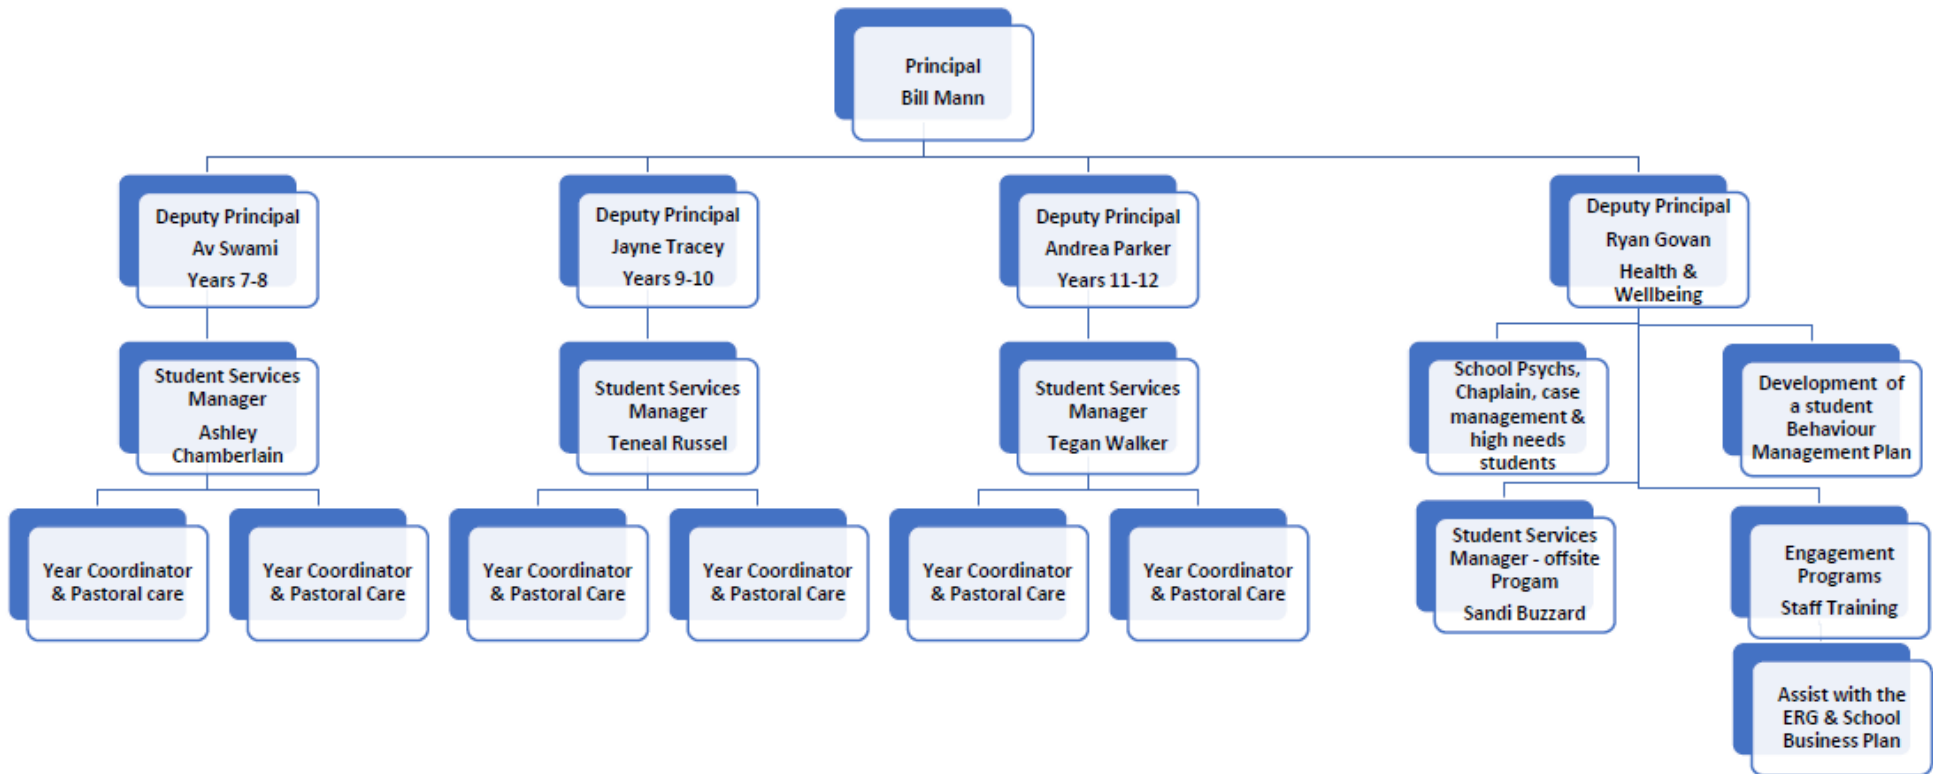 Principal
Bill Mann
Deputy Principal
Av Swami
Years 7-8
Deputy Principal
Jayne Tracey
Years 9-10
Deputy Principal
Andrea Parker
Years 11-12
Deputy Principal
Ryan Govan
Health &
Wellbeing
Student Services
Manager
Ashley
Chamberlain
Student Services
Manager
Teneal Russel
Student Services
Manager
Tegan Walker
School Psychs,
Chaplain, case
management &
high needs
students
Development of
a student
Behaviour
Management Plan
Year Coordinator
& Pastoral care
Year Coordinator
& Pastoral Care
Year Coordinator
& Pastoral Care
Year Coordinator
& Pastoral Care
Year Coordinator
& Pastoral Care
Year Coordinator
& Pastoral Care
Student Services
Manager - offsite
Progam
Sandi Buzzard
Engagement
Programs
Staff Training
Assist with the
ERG & School
Business Plan